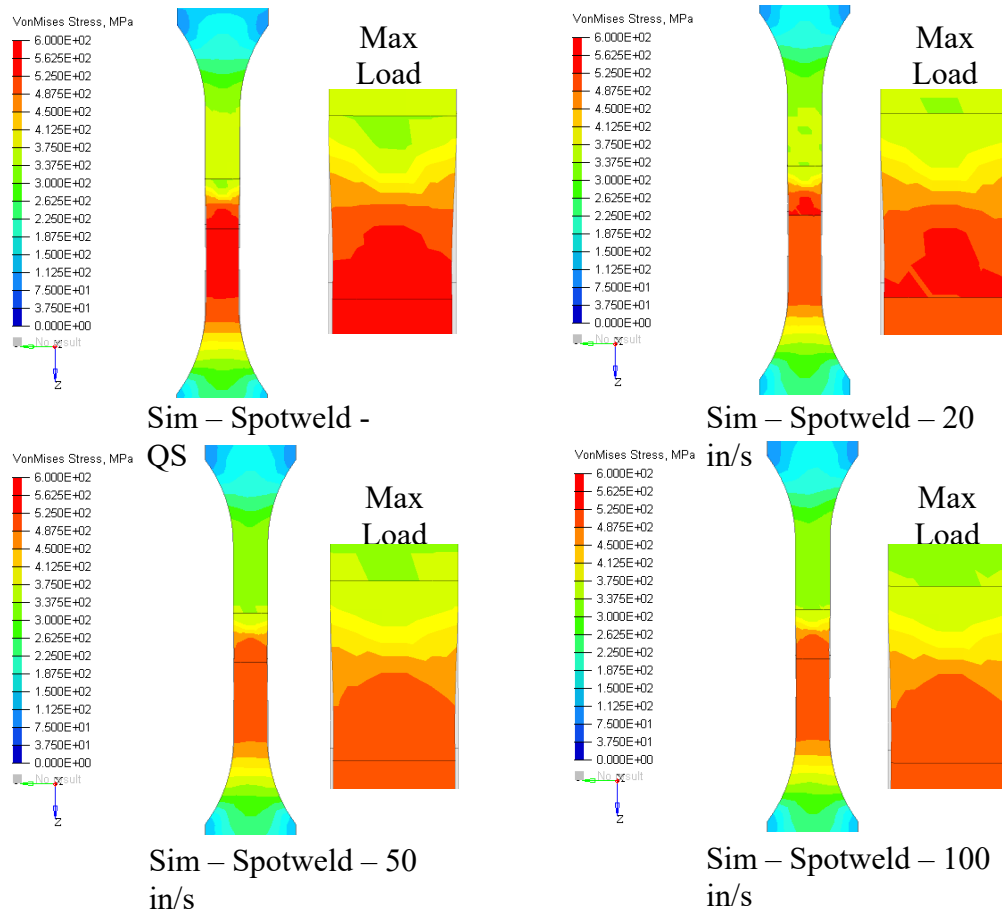 VonMises Stress, MPa
6.000E+02
5.625E+02
5.250E+02
4.875E+02
4.500E+02
4.125E+02
3.750E+02
3.375E+02
3.000E+02
2.625E+02
2.250E+02
1.875E+02
1.500E+02
1.125E+02
7.500E+01
3.750E+01
0.000E+00
No result
Z
Max
Load
Sim – Spotweld -
QS
VonMises Stress, MPa
6.000E+02
5.625E+02
5.250E+02
4.875E+02
4.500E+02
4.125E+02
3.750E+02
3.375E+02
3.000E+02
2.625E+02
2.250E+02
1.875E+02
1.500E+02
1.125E+02
7.500E+01
3.750E+01
0.000E+00
No result
Z
Max
Load
Sim – Spotweld – 20
in/s
VonMises Stress, MPa
6.000E+02
5.625E+02
5.250E+02
4.875E+02
4.500E+02
4.125E+02
3.750E+02
3.375E+02
3.000E+02
2.625E+02
2.250E+02
1.875E+02
1.500E+02
1.125E+02
7.500E+01
3.750E+01
0.000E+00
No result
Z
Max
Load
Sim – Spotweld – 50
in/s
VonMises Stress, MPa
6.000E+02
5.625E+02
5.250E+02
4.875E+02
4.500E+02
4.125E+02
3.750E+02
3.375E+02
3.000E+02
2.625E+02
2.250E+02
1.875E+02
1.500E+02
1.125E+02
7.500E+01
3.750E+01
0.000E+00
No result
Z
Max
Load
Sim – Spotweld – 100
in/s